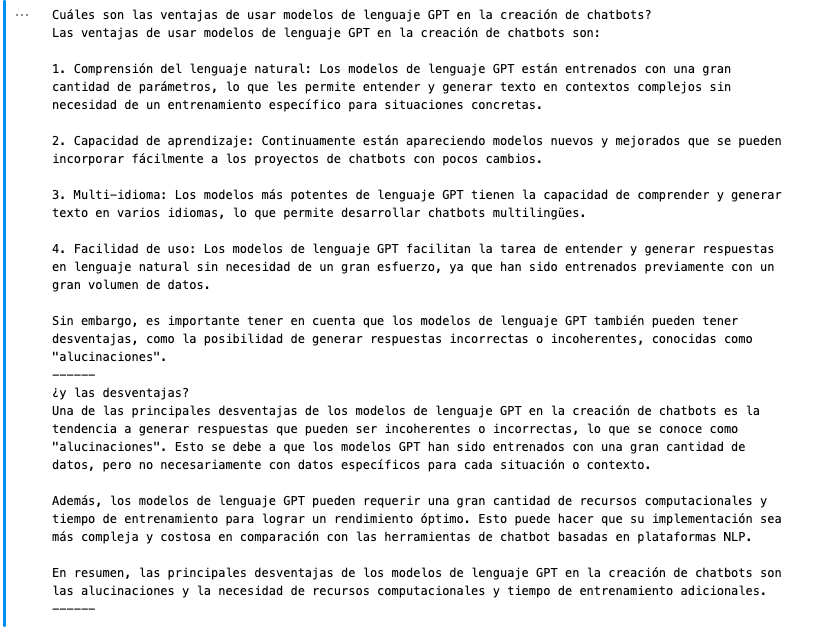 Cuáles son las ventajas de usar modelos de lenguaje GPT en la creación de chatbots?
Las ventajas de usar modelos de lenguaje GPT en la creación de chatbots son:
1. Comprensión del lenguaje natural: Los modelos de lenguaje GPT están entrenados con una gran
cantidad de parámetros, lo que les permite entender y generar texto en contextos complejos sin
necesidad de un entrenamiento específico para situaciones concretas.
2. Capacidad de aprendizaje: Continuamente están apareciendo modelos nuevos y mejorados que se pueden
incorporar fácilmente a los proyectos de chatbots con pocos cambios.
3. Multi-idioma: Los modelos más potentes de lenguaje GPT tienen la capacidad de comprender y generar
texto en varios idiomas, lo que permite desarrollar chatbots multilingües.
4. Facilidad de uso: Los modelos de lenguaje GPT facilitan la tarea de entender y generar respuestas
en lenguaje natural sin necesidad de un gran esfuerzo, ya que han sido entrenados previamente con un
gran volumen de datos.
Sin embargo, es importante tener en cuenta que los modelos de lenguaje GPT también pueden tener
desventajas, como la posibilidad de generar respuestas incorrectas o incoherentes, conocidas como
"alucinaciones".
------
¿y las desventajas?
Una de las principales desventajas de los modelos de lenguaje GPT en la creación de chatbots es la
tendencia a generar respuestas que pueden ser incoherentes o incorrectas, lo que se conoce como
"alucinaciones". Esto se debe a que los modelos GPT han sido entrenados con una gran cantidad de
datos, pero no necesariamente con datos específicos para cada situación o contexto.
Además, los modelos de lenguaje GPT pueden requerir una gran cantidad de recursos computacionales y
tiempo de entrenamiento para lograr un rendimiento óptimo. Esto puede hacer que su implementación sea
más compleja y costosa en comparación con las herramientas de chatbot basadas en plataformas NLP.
En resumen, las principales desventajas de los modelos de lenguaje GPT en la creación de chatbots son
las alucinaciones y la necesidad de recursos computacionales y tiempo de entrenamiento adicionales.
------